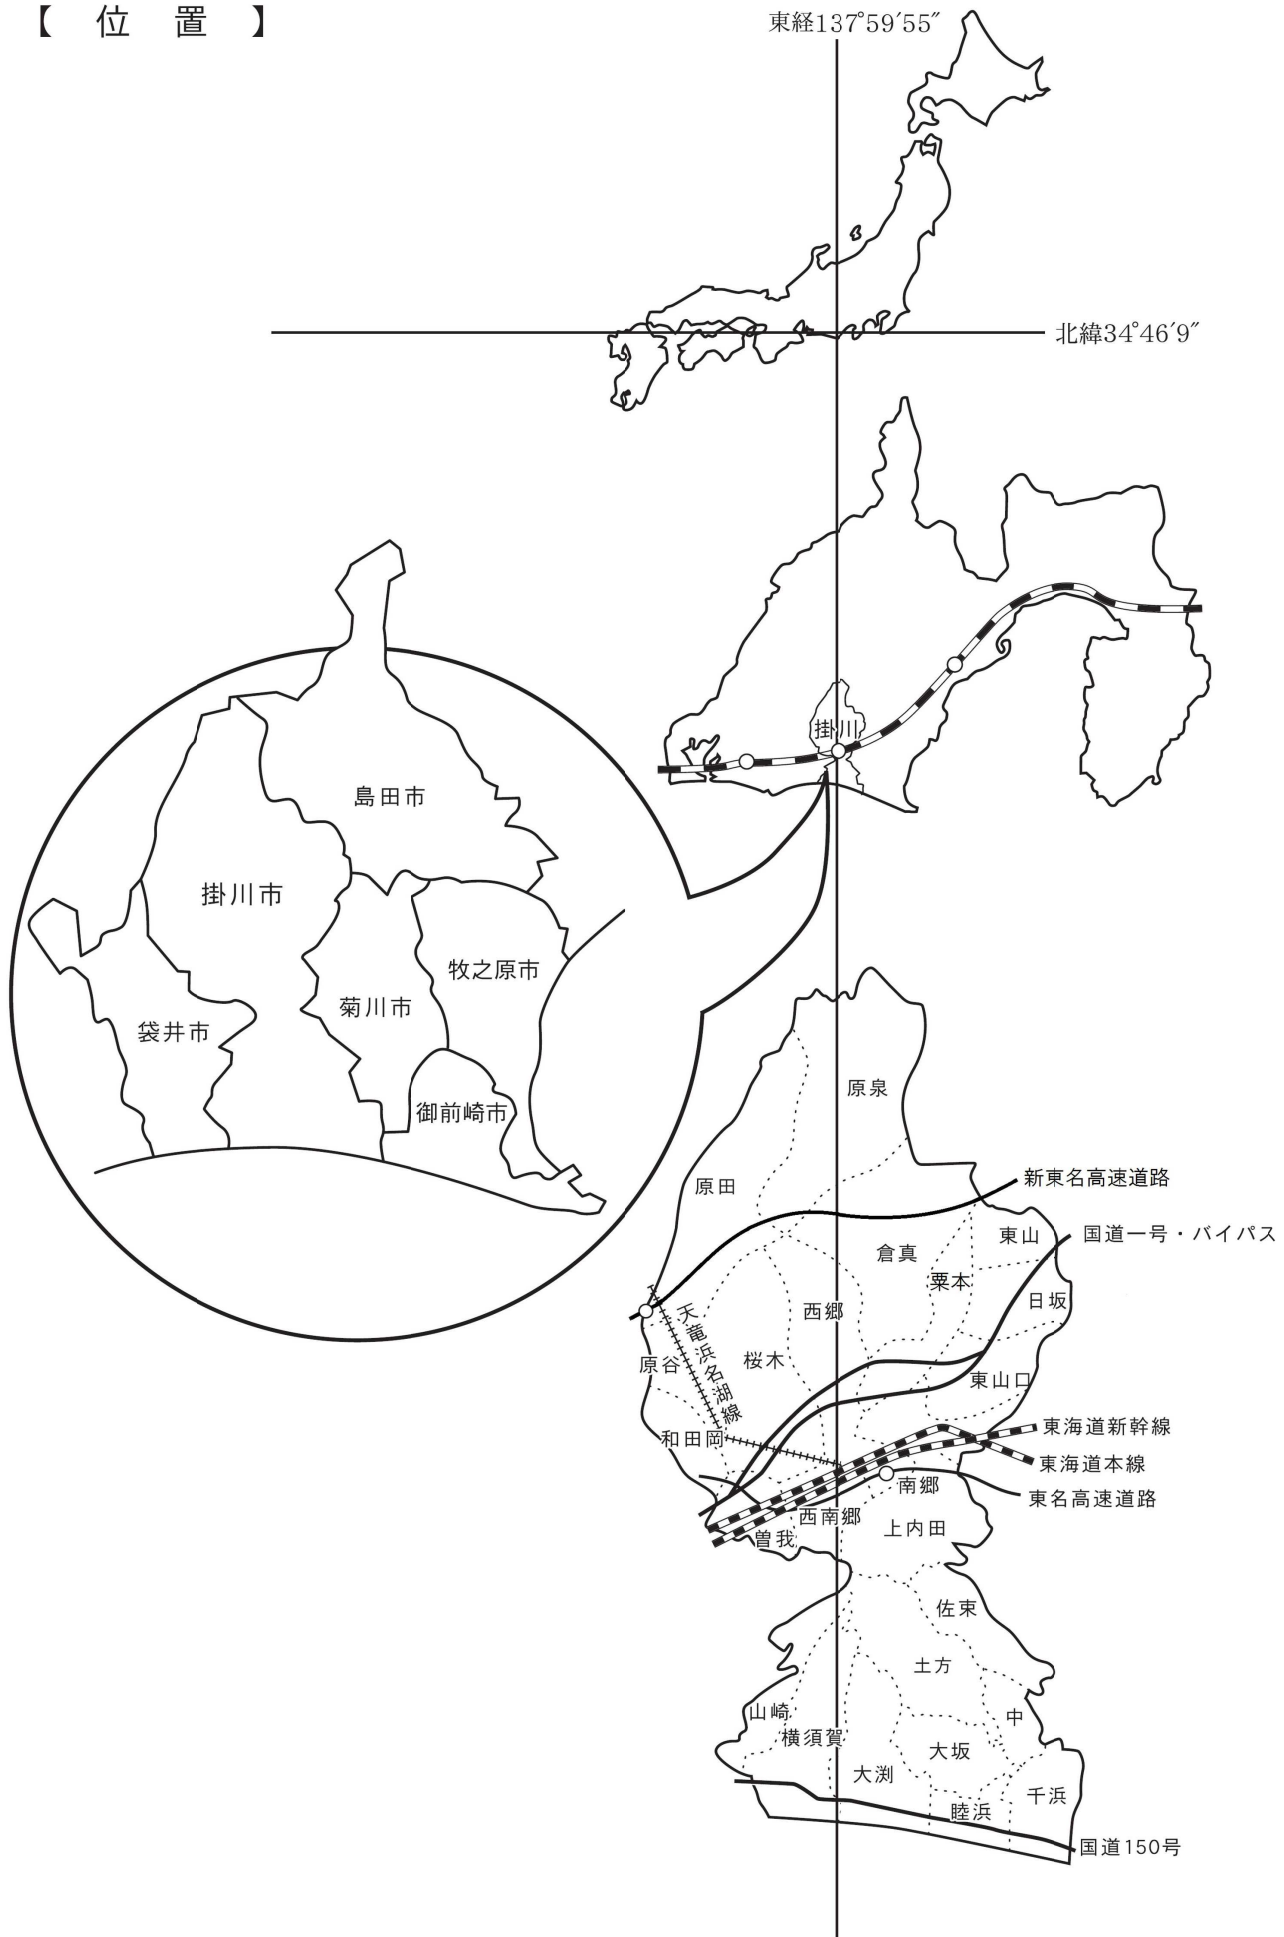 【 位 置 】
東経137°59′55″
北緯34°46′9″
掛川
島田市
掛川市
牧之原市
菊川市
袋井市
御前崎市
原泉
原田
新東名高速道路
東山
国道一号・バイパス
倉真
粟本
日坂
西郷
天竜浜名湖線
原谷
桜木
東山口
東海道新幹線
和田岡
東海道本線
南郷
東名高速道路
西南郷
上内田
曽我
佐束
土方
山崎
中
横須賀
大坂
大渕
千浜
睦浜
国道150号